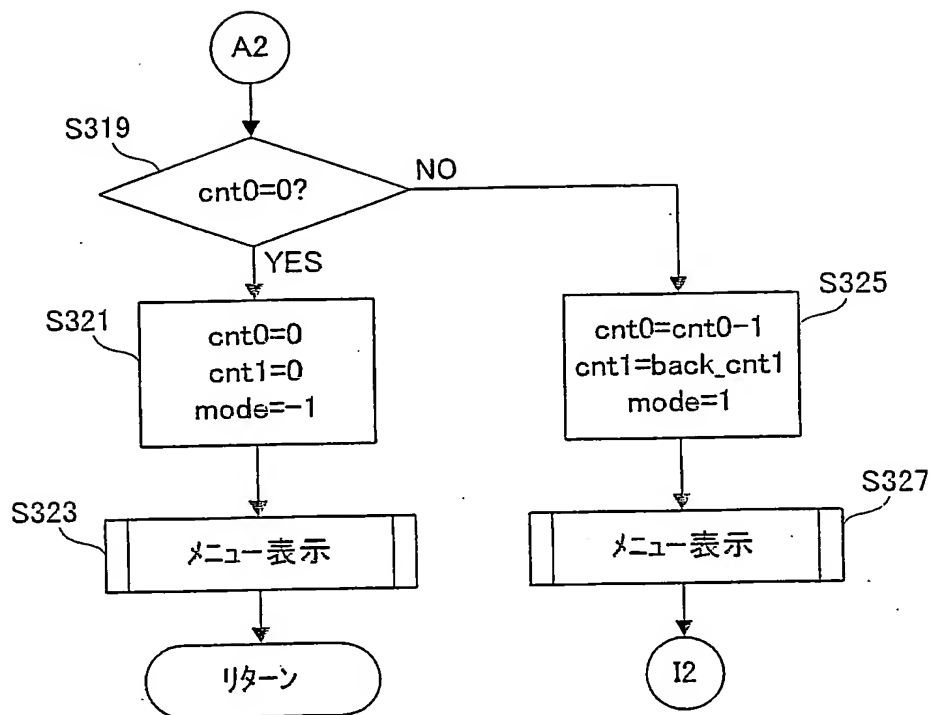 A2
S319
cnt0=0?
NO
YES
S321
cnt0=0
cnt1=0
mode=-1
S325
cnt0=cnt0-1
cnt1=back_cnt1
mode=1
S323
メニュー表示
S327
メニュー表示
リターン
I2